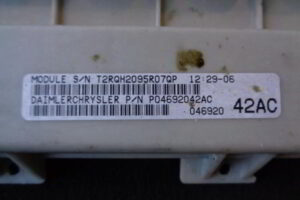 MODULE S/N T2RQH2095R07QP 12-29-06
DAIMLERCHRYSLER P/N P04692042AC
046920 42AC